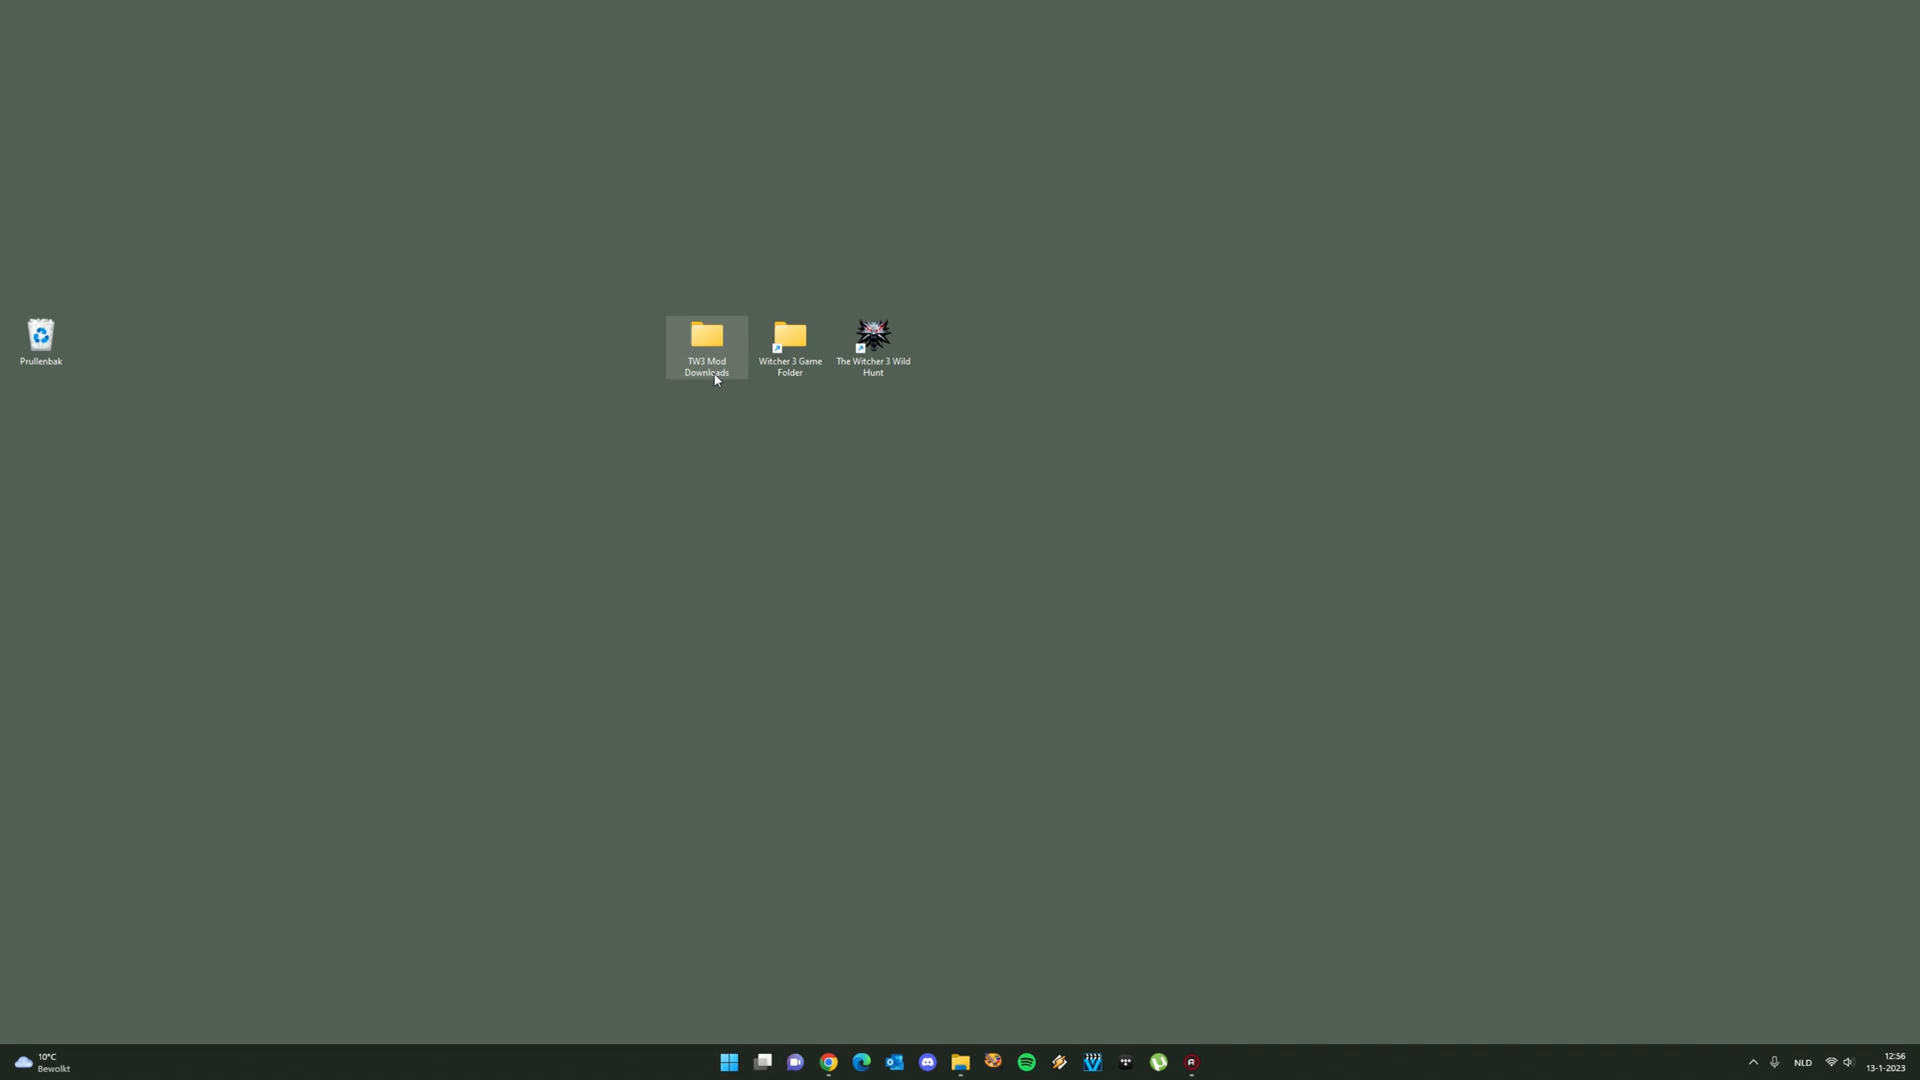 Prullenbak
TW3 Mod
Downloads
Witcher 3 Game
Folder
The Witcher 3 Wild
Hunt
10°C
Bewolkt
NLD
12:56
13-1-2023